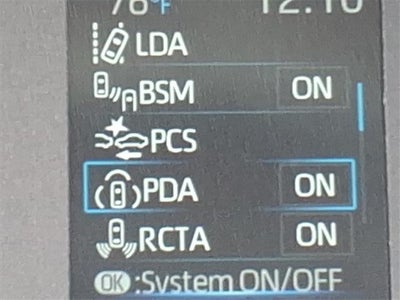 LDA
BSM ON
PCS
PDA ON
RCTA ON
OK :System ON/OFF